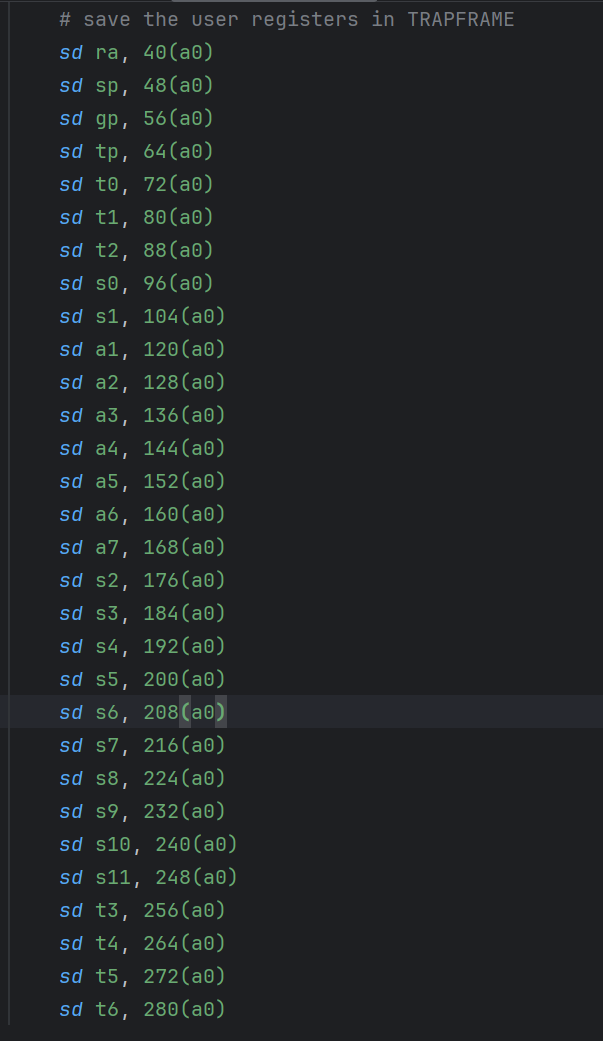 # save the user registers in TRAPFRAME
sd ra, 40(a0)
sd sp, 48(a0)
sd gp, 56(a0)
sd tp, 64(a0)
sd t0, 72(a0)
sd t1, 80(a0)
sd t2, 88(a0)
sd s0, 96(a0)
sd s1, 104(a0)
sd a1, 120(a0)
sd a2, 128(a0)
sd a3, 136(a0)
sd a4, 144(a0)
sd a5, 152(a0)
sd a6, 160(a0)
sd a7, 168(a0)
sd s2, 176(a0)
sd s3, 184(a0)
sd s4, 192(a0)
sd s5, 200(a0)
sd s6, 208(a0)
sd s7, 216(a0)
sd s8, 224(a0)
sd s9, 232(a0)
sd s10, 240(a0)
sd s11, 248(a0)
sd t3, 256(a0)
sd t4, 264(a0)
sd t5, 272(a0)
sd t6, 280(a0)